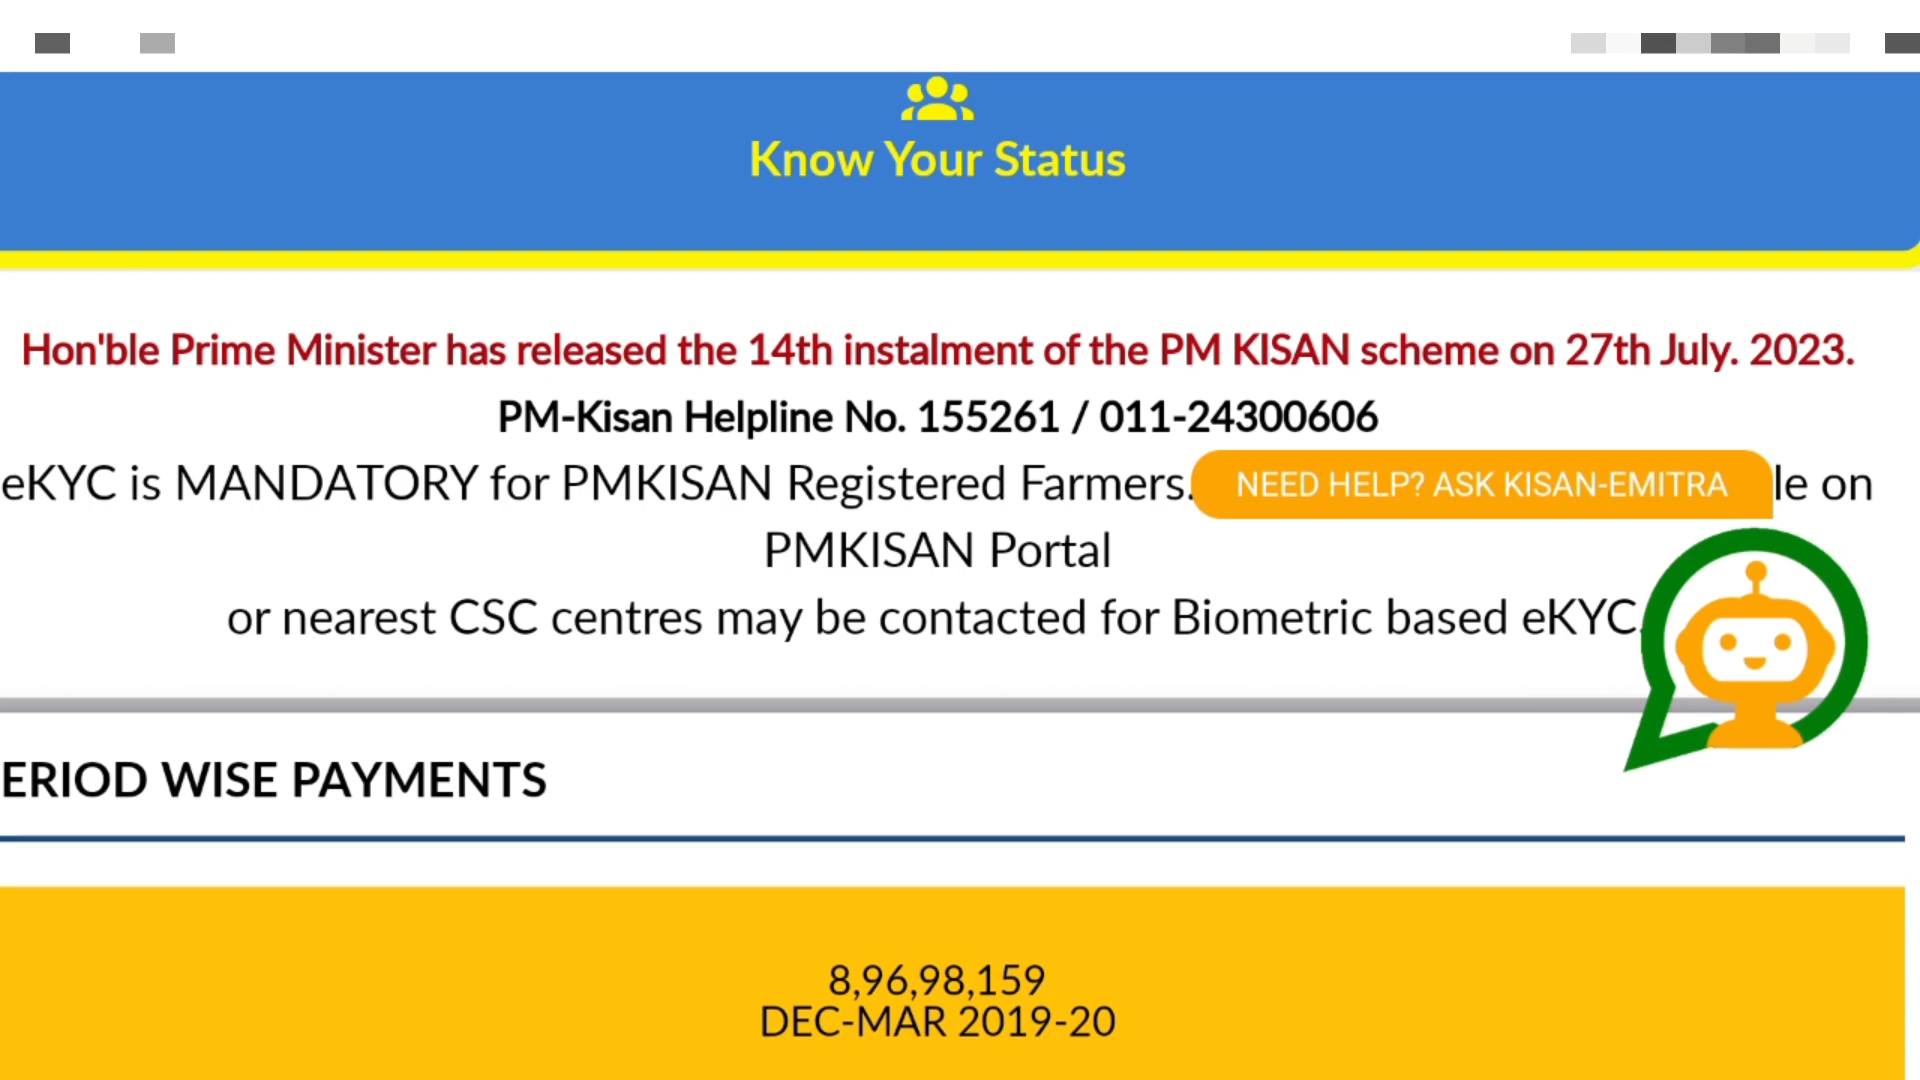 Know Your Status
Hon'ble Prime Minister has released the 14th instalment of the PM KISAN scheme on 27th July. 2023.
PM-Kisan Helpline No. 155261 / 011-24300606
eKYC is MANDATORY for PMKISAN Registered Farmers. NEED HELP? ASK KISAN-EMITRA le on
PMKISAN Portal
or nearest CSC centres may be contacted for Biometric based eKYC.
ERIOD WISE PAYMENTS
8,96,98,159
DEC-MAR 2019-20